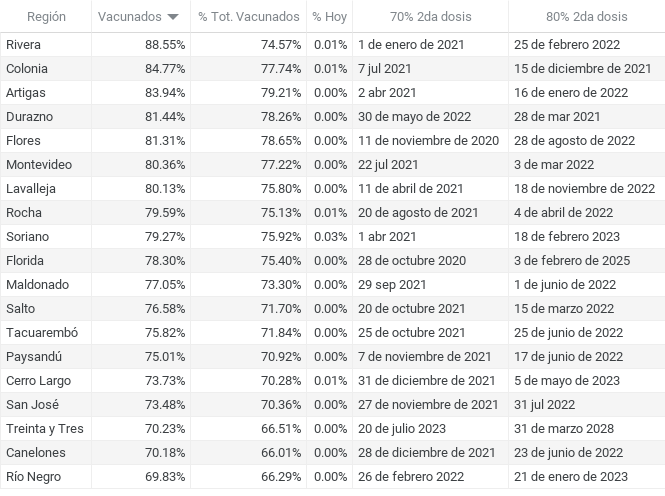 Región Vacunados % Tot. Vacunados % Hoy 70% 2da dosis 80% 2da dosis
Rivera 88.55% 74.57% 0.01% 1 de enero de 2021 25 de febrero 2022
Colonia 84.77% 77.74% 0.01% 7 jul 2021 15 de diciembre de 2021
Artigas 83.94% 79.21% 0.00% 2 abr 2021 16 de enero de 2022
Durazno 81.44% 78.26% 0.00% 30 de mayo de 2022 28 de mar 2021
Flores 81.31% 78.65% 0.00% 11 de noviembre de 2020 28 de agosto de 2022
Montevideo 80.36% 77.22% 0.00% 22 jul 2021 3 de mar 2022
Lavalleja 80.13% 75.80% 0.00% 11 de abril de 2021 18 de noviembre de 2022
Rocha 79.59% 75.13% 0.01% 20 de agosto de 2021 4 de abril de 2022
Soriano 79.27% 75.92% 0.03% 1 abr 2021 18 de febrero de 2023
Florida 78.30% 75.40% 0.00% 28 de octubre de 2020 3 de febrero de 2025
Maldonado 77.05% 73.30% 0.00% 29 sep 2021 1 de junio de 2022
Salto 76.58% 71.70% 0.00% 20 de octubre de 2021 15 de marzo de 2022
Tacuarembó 75.82% 71.84% 0.00% 25 de octubre de 2021 25 de junio de 2022
Paysandú 75.01% 70.92% 0.00% 7 de noviembre de 2021 17 de junio de 2022
Cerro Largo 73.73% 70.28% 0.01% 31 de diciembre de 2021 5 de mayo de 2023
San José 73.48% 70.36% 0.00% 27 de noviembre de 2021 31 jul 2022
Treinta y Tres 70.23% 66.51% 0.00% 20 de julio de 2023 31 de marzo de 2028
Canelones 70.18% 66.01% 0.00% 28 de diciembre de 2021 23 de junio de 2022
Río Negro 69.83% 66.29% 0.00% 26 de febrero de 2022 21 de enero de 2023